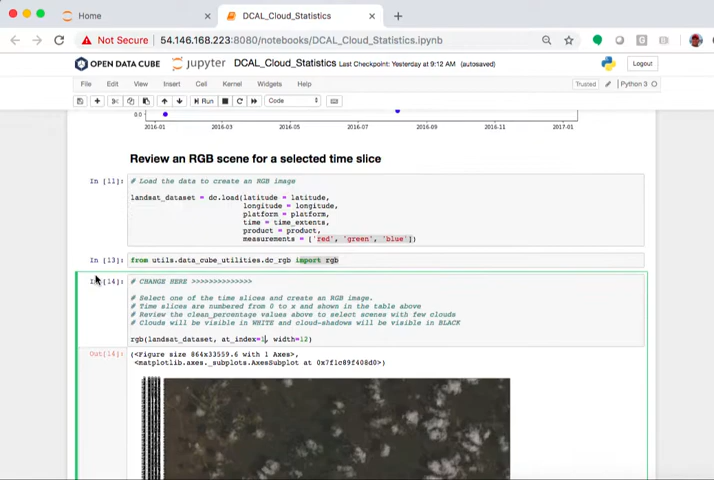 Home
DCAL_Cloud_Statistics
Not Secure 54.146.168.223:8080/notebooks/DCAL_Cloud_Statistics.ipynb
OPEN DATA CUBE jupyter DCAL_Cloud_Statistics Last Checkpoint: Yesterday at 9:12 AM (autosaved) Logout
File Edit View Insert Cell Kernel Widgets Help Trusted Python 3
Run Code
0.0
2016-01 2016-03 2016-05 2016-07 2016-09 2016-11 2017-01
Review an RGB scene for a selected time slice
In [11]: # Load the data to create an RGB image
landsat_dataset = dc.load(latitude = latitude,
longitude = longitude,
platform = platform,
time = time_extents,
product = product,
measurements = ['red', 'green', 'blue'])
In [13]: from utils.data_cube_utilities.dc_rgb import rgb
In [14]: # CHANGE HERE >>>>>>>>>>>>>>
# Select one of the time slices and create an RGB image.
# Time slices are numbered from 0 to x and shown in the table above
# Review the clean_percentage values above to select scenes with few clouds
# Clouds will be visible in WHITE and cloud-shadows will be visible in BLACK
rgb(landsat_dataset, at_index=1, width=12)
Out[14]: (<Figure size 864x33559.6 with 1 Axes>,
<matplotlib.axes._subplots.AxesSubplot at 0x7f1c89f408d0>)